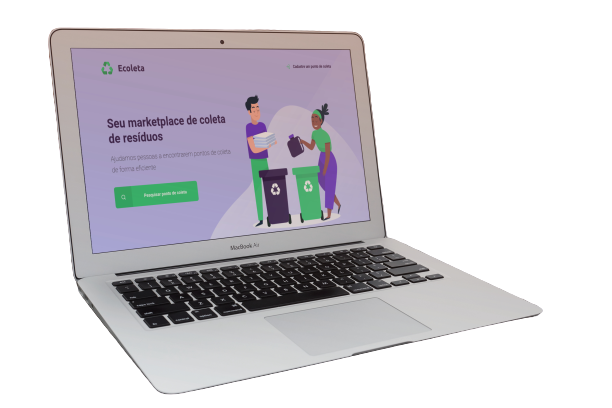 Ecoleta
Cadastre um ponto de coleta
Seu marketplace de coleta
de resíduos
Ajudamos pessoas a encontrarem pontos de coleta
de forma eficiente.
Pesquisar ponto de coleta
MacBook Air